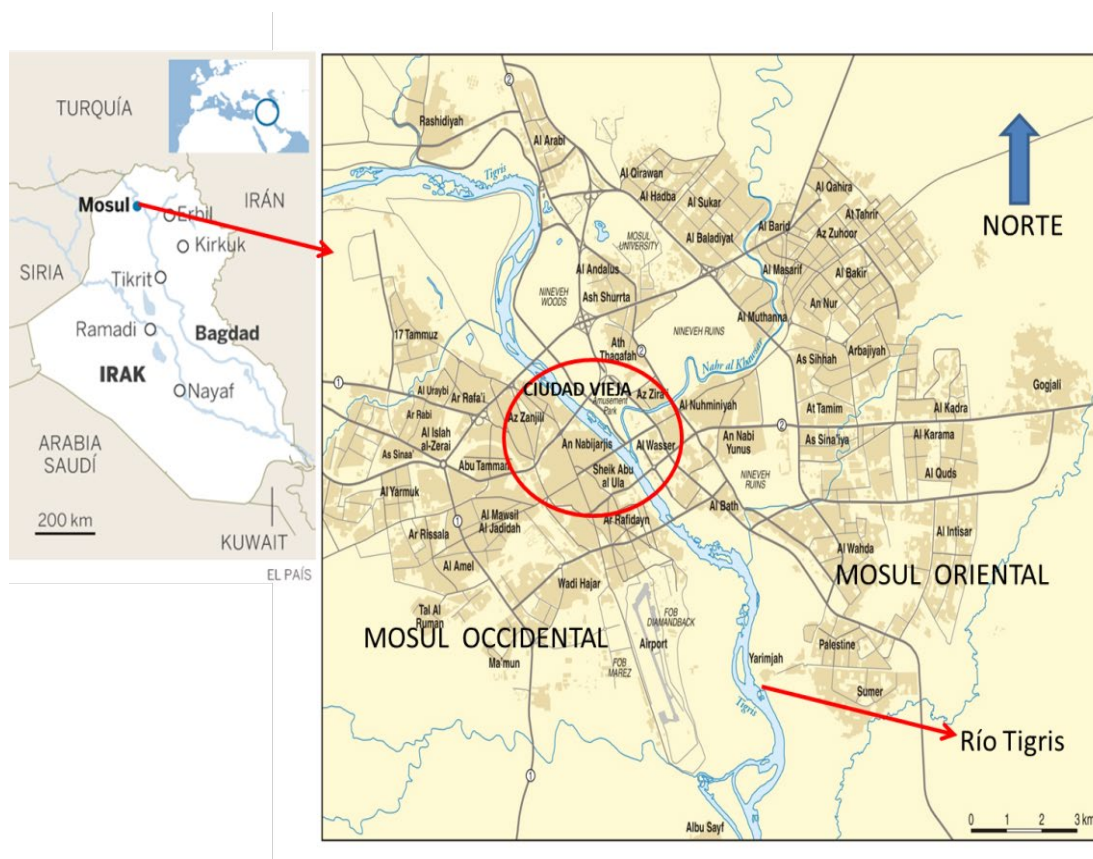 TURQUÍA
Mosul
Erbil
IRÁN
Kirkuk
SIRIA
Tikrit
Ramadi
Bagdad
IRAK
Nayaf
ARABIA
SAUDÍ
200 km
KUWAIT
EL PAÍS
2
Rashidiyah
Al Arabi
Tigris
Al Qirawan
Al Hadba
Al Sukar
Al Qahira
NORTE
At Tahrir
Al Barid
Az Zuhoor
MOSUL
UNIVERSITY
Al Baladiyat
Al Andalus
Al Masarif
Al Bakir
NINEVEH
WOODS
Ash Shurrta
An Nur
Al Muthanna
17 Tammuz
Ath
Thaqafah
NINEVEH RUINS
2
Nahr al Khawsar
As Sihhah
Arbajiyah
1
Al Uraybi
Ar Rafa'i
CIUDAD VIEJA
Amusement
Park
Az Zira'i
Gogjali
Ar Rabi
Az Zanjili
Al Nuhminiyah
At Tamim
Al Kadra
Al Islah
al-Zerai
An Nabijarjis
Al Wasser
An Nabi
Yunus
2
As Sina'iya
Al Karama
As Sinaa'
Abu Tammam
Sheik Abu
al Ula
NINEVEH
RUINS
Al Quds
Al Yarmuk
Al Bath
Al Mawsil
Al Jadidah
1
Ar Rafidayn
Ar Rissala
Al Intisar
Al Wahda
Al Amel
Wadi Hajar
MOSUL ORIENTAL
Tal Al
Ruman
FOB
DIAMANDBACK
MOSUL OCCIDENTAL
Airport
Palestine
Ma'mun
FOB
MAREZ
Yarimjah
Sumer
Tigris
Río Tigris
1
Albu Sayf
0 1 2 3 km